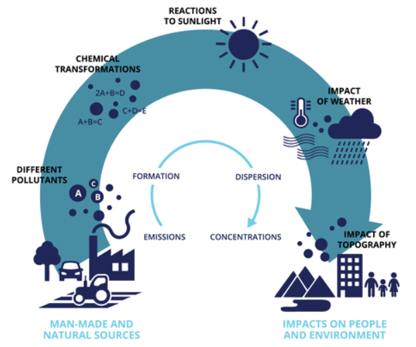 REACTIONS
TO SUNLIGHT
CHEMICAL
TRANSFORMATIONS
2A+B=D
C+D=E
A+B=C
IMPACT
OF WEATHER
DIFFERENT
POLLUTANTS
A
C
B
FORMATION
DISPERSION
EMISSIONS
CONCENTRATIONS
IMPACT OF
TOPOGRAPHY
MAN-MADE AND
NATURAL SOURCES
IMPACTS ON PEOPLE
AND ENVIRONMENT